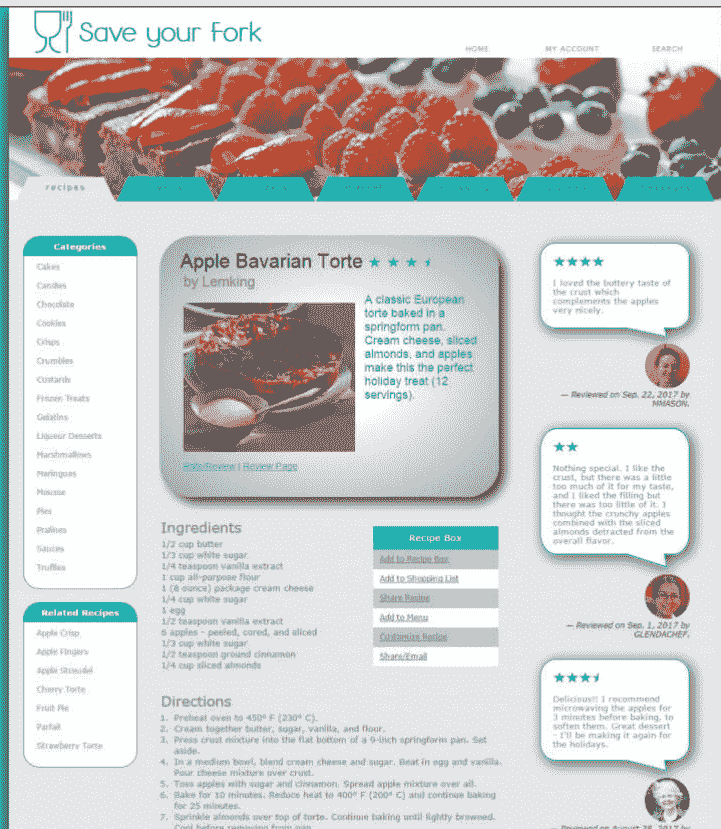 Save your Fork
HOME MY ACCOUNT SEARCH
recipes
Categories
Cakes
Candies
Chocolate
Cookies
Crisps
Crumbles
Custards
Frozen Treats
Gelatins
Liqueur Desserts
Marshmallows
Meringues
Mousse
Pies
Pralines
Sauces
Truffles
Related Recipes
Apple Crisp
Apple Fingers
Apple Streudel
Cherry Torte
Fruit Pie
Parfait
Strawberry Torte
Apple Bavarian Torte
by Lemking
A classic European
torte baked in a
springform pan.
Cream cheese, sliced
almonds, and apples
make this the perfect
holiday treat (12
servings).
Rate/Review | Review Page
Ingredients
1/2 cup butter
1/3 cup white sugar
1/4 teaspoon vanilla extract
1 cup all-purpose flour
1 (8 ounce) package cream cheese
1/4 cup white sugar
1 egg
1/2 teaspoon vanilla extract
6 apples - peeled, cored, and sliced
1/3 cup white sugar
1/2 teaspoon ground cinnamon
1/4 cup sliced almonds
Recipe Box
Add to Recipe Box
Add to Shopping List
Share Recipe
Add to Menu
Customize Recipe
Share/Email
Directions
1. Preheat oven to 450° F (230° C).
2. Cream together butter, sugar, vanilla, and flour.
3. Press crust mixture into the flat bottom of a 9-inch springform pan. Set
aside.
4. In a medium bowl, blend cream cheese and sugar. Beat in egg and vanilla.
Pour cheese mixture over crust.
5. Toss apples with sugar and cinnamon. Spread apple mixture over all.
6. Bake for 10 minutes. Reduce heat to 400° F (200° C) and continue baking
for 25 minutes.
7. Sprinkle almonds over top of torte. Continue baking until lightly browned.
Cool before removing from pan.
I loved the buttery taste of
the crust which
complements the apples
very nicely.
— Reviewed on Sep. 22, 2017 by
MMASON.
Nothing special. I like the
crust, but there was a little
too much of it for my taste,
and I liked the filling but
there was too little of it. I
thought the crunchy apples
combined with the sliced
almonds detracted from the
overall flavor.
— Reviewed on Sep. 1, 2017 by
GLENDACHEF.
Delicious!! I recommend
microwaving the apples for
3 minutes before baking, to
soften them. Great dessert
- I'll be making it again for
the holidays.
— Reviewed on August 28, 2017 by